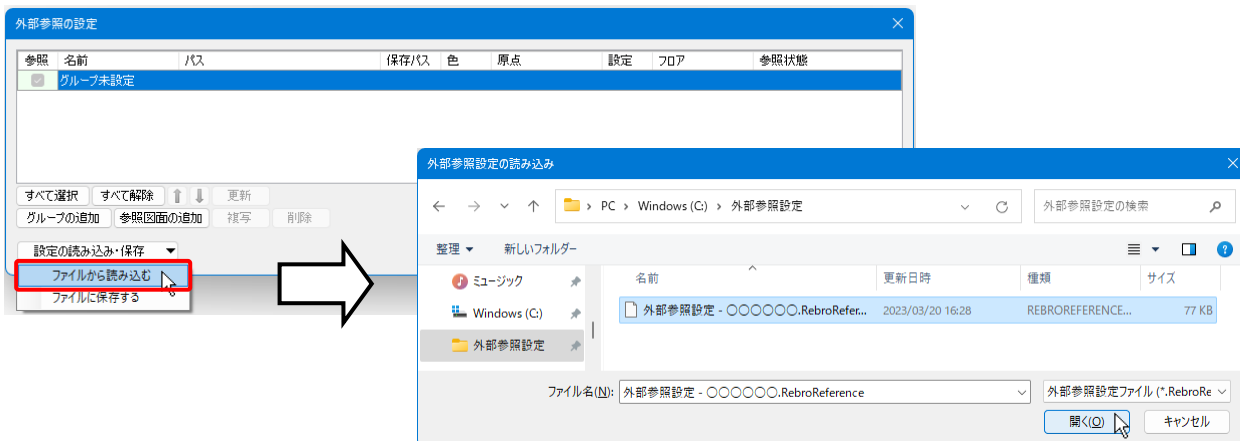 外部参照の設定
参照 名前 パス 保存パス 色 原点 設定 フロア 参照状態
グループ未設定
すべて選択 すべて解除 更新
グループの追加 参照図面の追加 複写 削除
設定の読み込み・保存
ファイルから読み込む
ファイルに保存する
外部参照設定の読み込み
PC › Windows (C:) › 外部参照設定
外部参照設定の検索
整理 新しいフォルダー
名前 更新日時 種類 サイズ
ミュージック
Windows (C:)
外部参照設定
外部参照設定 - 〇〇〇〇〇〇.RebroRefer... 2023/03/20 16:28 REBROREFERENCE... 77 KB
ファイル名(N): 外部参照設定 - 〇〇〇〇〇〇.RebroReference 外部参照設定ファイル (*.RebroRe
開く(O) キャンセル